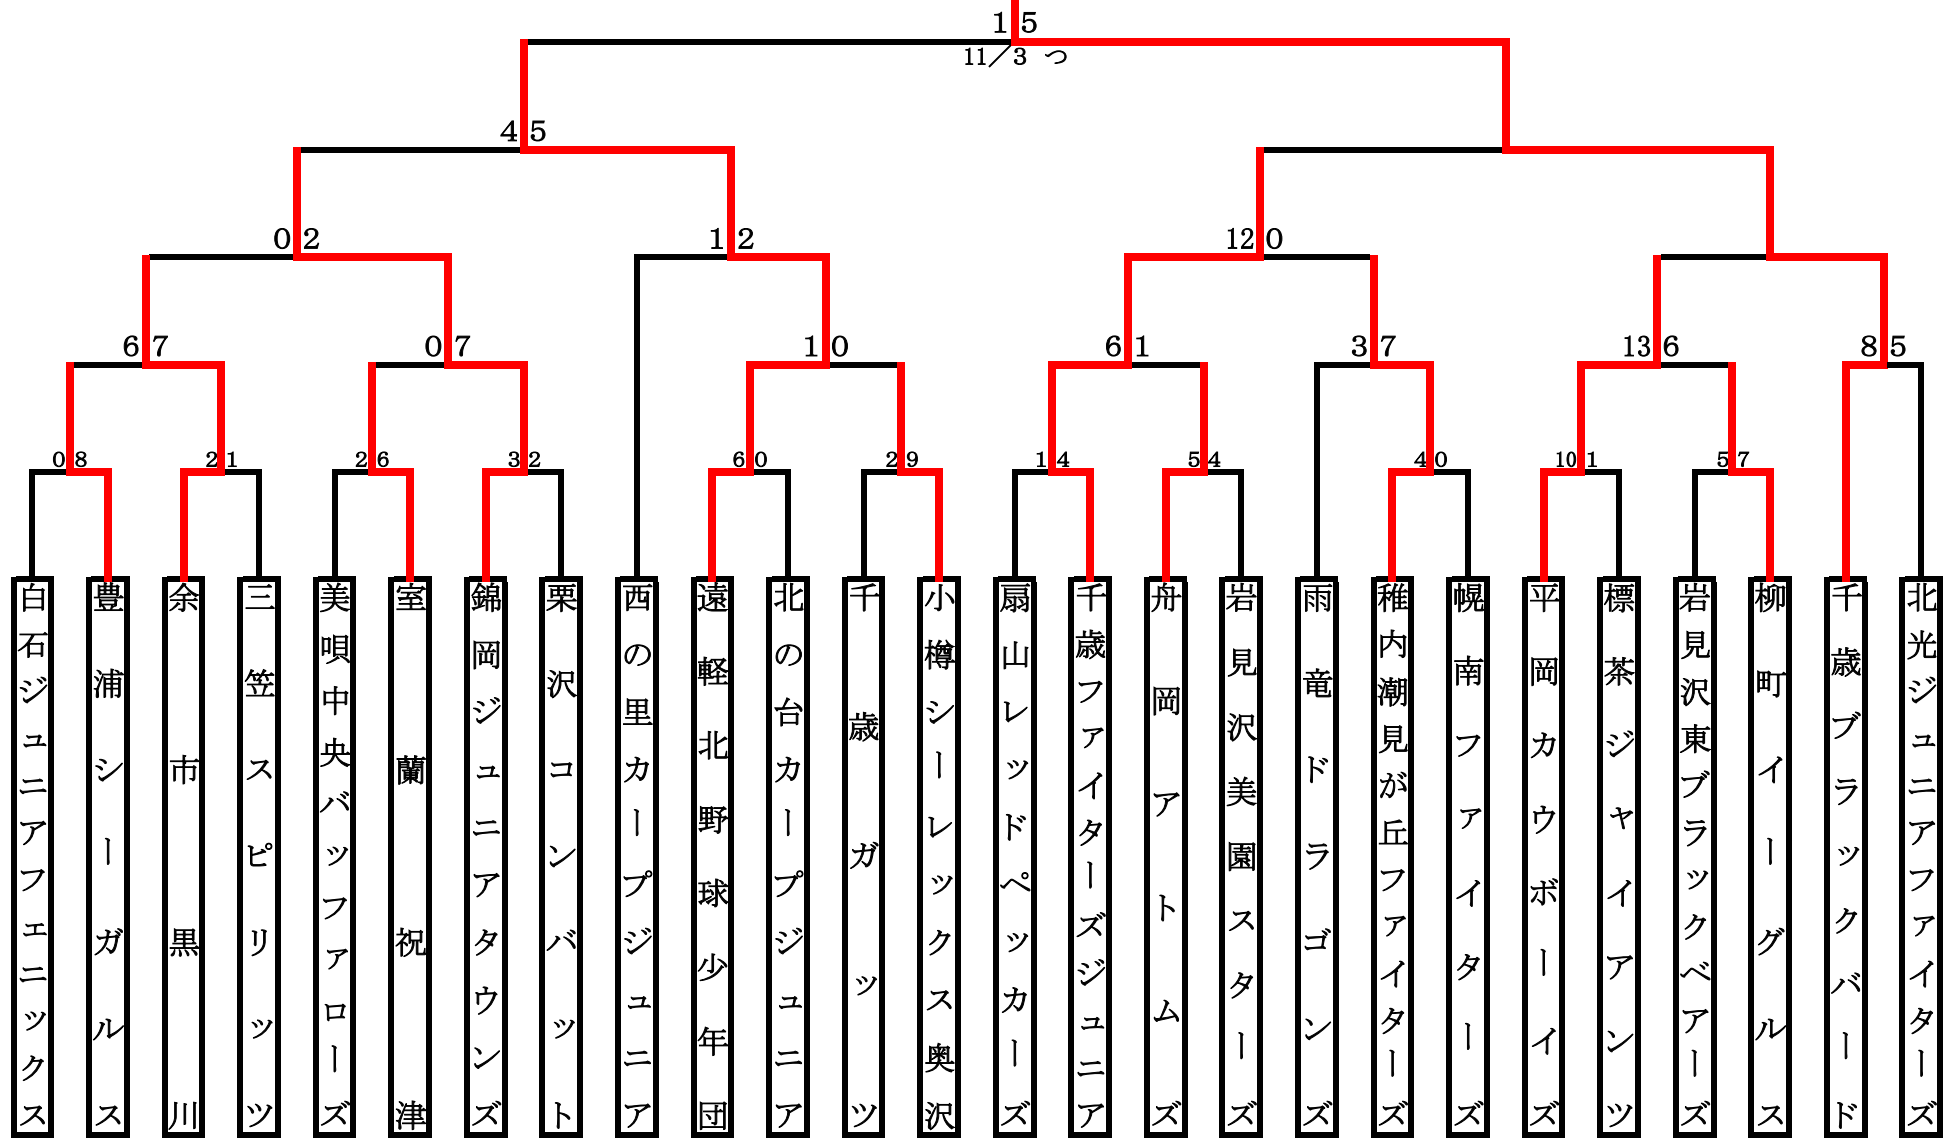 1 5
11／3 つ
4 5
0 2
1 2
12 0
6 7
0 7
1 0
6 1
3 7
13 6
8 5
0 8
2 1
2 6
3 2
6 0
2 9
1 4
5 4
4 0
10 1
5 7
白石ジュニアフェニックス
豊浦シーガルス
余市黒川
三笠スピリッツ
美唄中央バッファローズ
室蘭祝津
錦岡ジュニアタウンズ
栗沢コンバット
西の里カープジュニア
遠軽北野球少年団
北の台カープジュニア
千歳ガッツ
小樽シーレックス奥沢
扇山レッドペッカーズ
千歳ファイターズジュニア
舟岡アトムズ
岩見沢美園スターズ
雨竜ドラゴンズ
稚内潮見が丘ファイターズ
幌南ファイターズ
平岡カウボーイズ
標茶ジャイアンツ
岩見沢東ブラックベアーズ
柳町イーグルス
千歳ブラックバード
北光ジュニアファイターズ